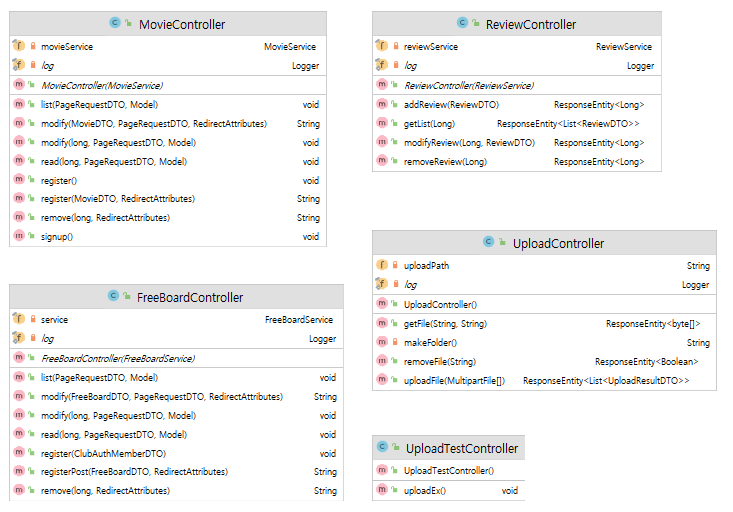 MovieController
movieService MovieService
log Logger
MovieController(MovieService)
list(PageRequestDTO, Model) void
modify(MovieDTO, PageRequestDTO, RedirectAttributes) String
modify(long, PageRequestDTO, Model) void
read(long, PageRequestDTO, Model) void
register() void
register(MovieDTO, RedirectAttributes) String
remove(long, RedirectAttributes) String
signup() void
ReviewController
reviewService ReviewService
log Logger
ReviewController(ReviewService)
addReview(ReviewDTO) ResponseEntity<Long>
getList(Long) ResponseEntity<List<ReviewDTO>>
modifyReview(Long, ReviewDTO) ResponseEntity<Long>
removeReview(Long) ResponseEntity<Long>
FreeBoardController
service FreeBoardService
log Logger
FreeBoardController(FreeBoardService)
list(PageRequestDTO, Model) void
modify(FreeBoardDTO, PageRequestDTO, RedirectAttributes) String
modify(long, PageRequestDTO, Model) void
read(long, PageRequestDTO, Model) void
register(ClubAuthMemberDTO) void
registerPost(FreeBoardDTO, RedirectAttributes) String
remove(long, RedirectAttributes) String
UploadController
uploadPath String
log Logger
UploadController()
getFile(String, String) ResponseEntity<byte[]>
makeFolder() String
removeFile(String) ResponseEntity<Boolean>
uploadFile(MultipartFile[]) ResponseEntity<List<UploadResultDTO>>
UploadTestController
UploadTestController()
uploadEx() void